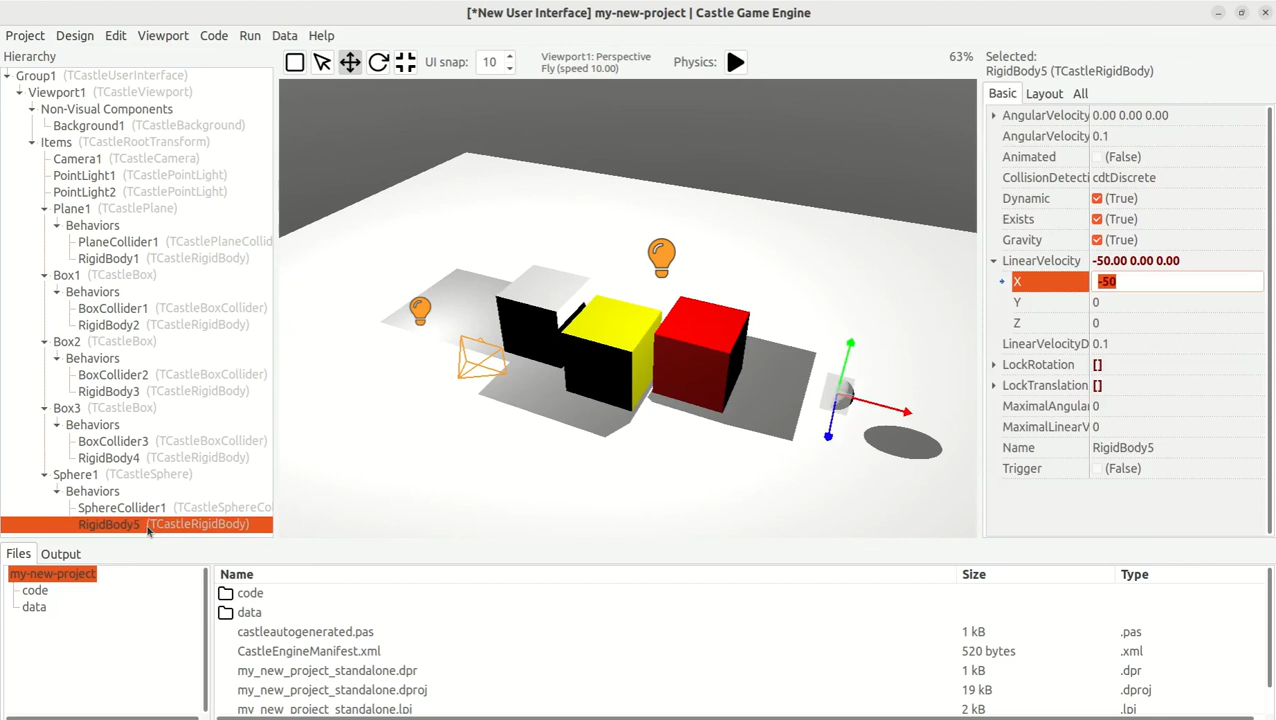 [*New User Interface] my-new-project | Castle Game Engine
Project Design Edit Viewport Code Run Data Help
Hierarchy
Group1 (TCastleUserInterface)
Viewport1 (TCastleViewport)
Non-Visual Components
Background1 (TCastleBackground)
Items (TCastleRootTransform)
Camera1 (TCastleCamera)
PointLight1 (TCastlePointLight)
PointLight2 (TCastlePointLight)
Plane1 (TCastlePlane)
Behaviors
PlaneCollider1 (TCastlePlaneCollid
RigidBody1 (TCastleRigidBody)
Box1 (TCastleBox)
Behaviors
BoxCollider1 (TCastleBoxCollider)
RigidBody2 (TCastleRigidBody)
Box2 (TCastleBox)
Behaviors
BoxCollider2 (TCastleBoxCollider)
RigidBody3 (TCastleRigidBody)
Box3 (TCastleBox)
Behaviors
BoxCollider3 (TCastleBoxCollider)
RigidBody4 (TCastleRigidBody)
Sphere1 (TCastleSphere)
Behaviors
SphereCollider1 (TCastleSphereCo
RigidBody5 (TCastleRigidBody)
UI snap: 10
Viewport1: Perspective
Fly (speed 10.00)
Physics:
63%
Selected:
RigidBody5 (TCastleRigidBody)
Basic Layout All
AngularVelocity 0.00 0.00 0.00
AngularVelocity 0.1
Animated (False)
CollisionDetecti cdtDiscrete
Dynamic (True)
Exists (True)
Gravity (True)
LinearVelocity -50.00 0.00 0.00
X -50
Y 0
Z 0
LinearVelocityD 0.1
LockRotation []
LockTranslation []
MaximalAngular 0
MaximalLinearV 0
Name RigidBody5
Trigger (False)
Files Output
my-new-project
code
data
Name Size Type
code
data
castleautogenerated.pas 1 kB .pas
CastleEngineManifest.xml 520 bytes .xml
my_new_project_standalone.dpr 1 kB .dpr
my_new_project_standalone.dproj 19 kB .dproj
my_new_project_standalone.lpi 2 kB .lpi